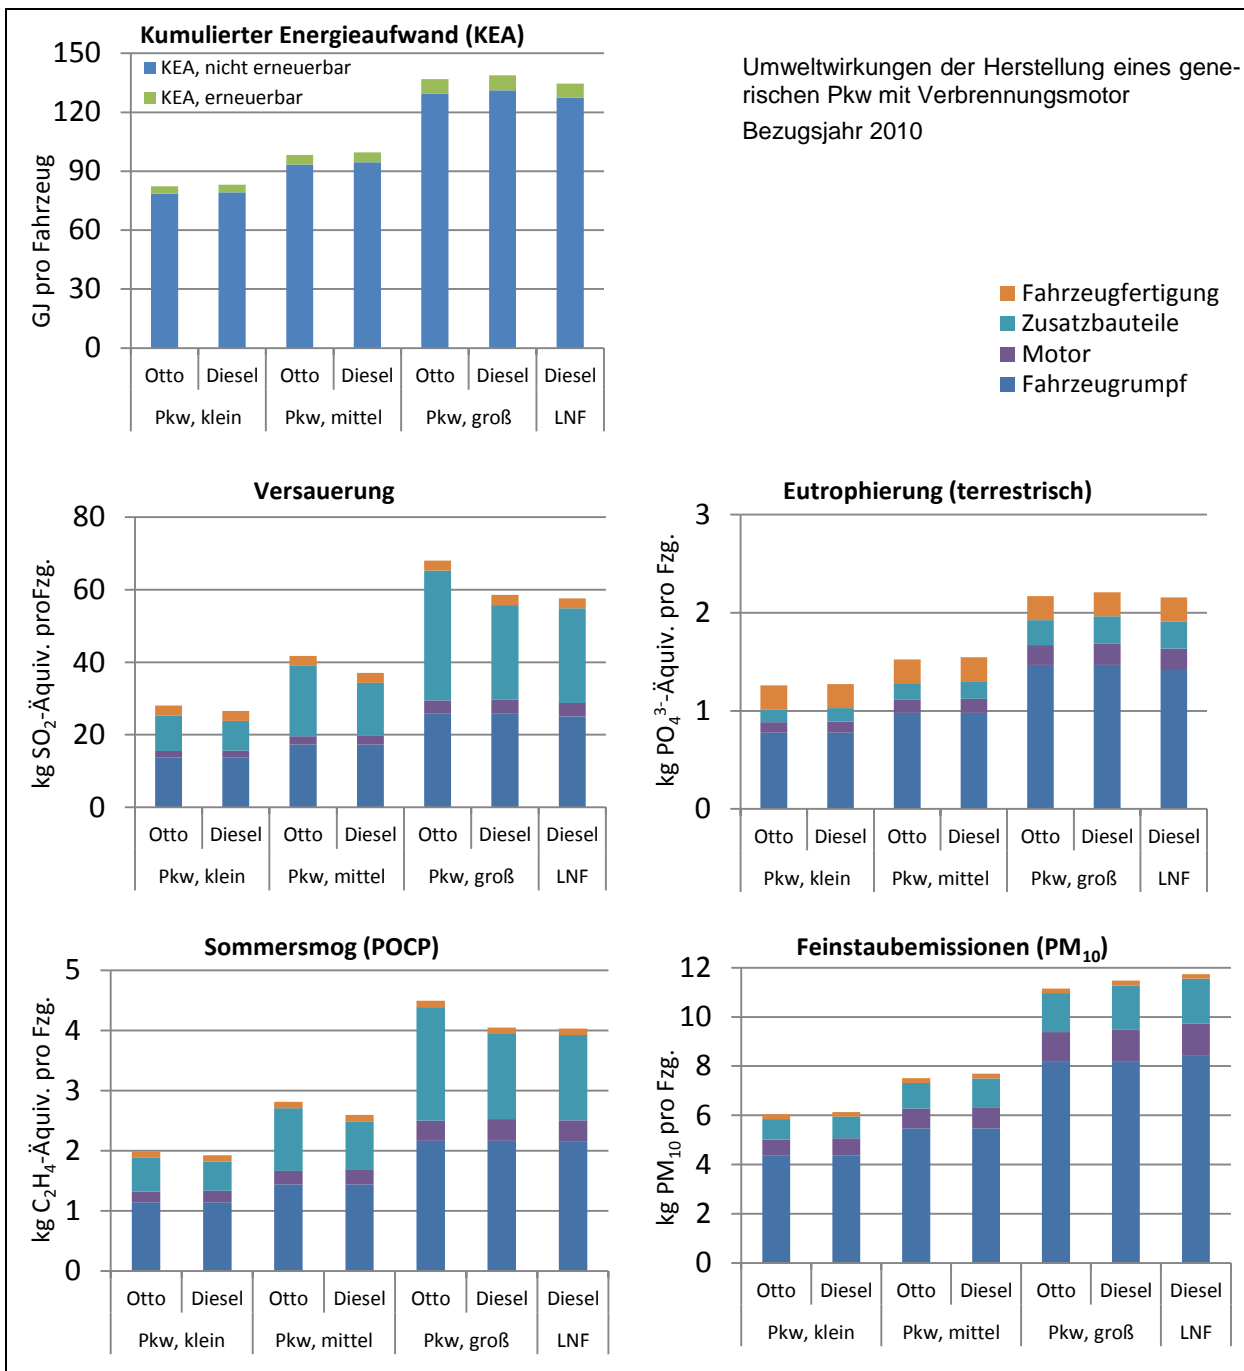 Kumulierter Energieaufwand (KEA)
150
120
90
60
30
0
GJ pro Fahrzeug
KEA, nicht erneuerbar
KEA, erneuerbar
Otto Diesel Otto Diesel Otto Diesel Diesel
Pkw, klein Pkw, mittel Pkw, groß LNF
Umweltwirkungen der Herstellung eines gene-
rischen Pkw mit Verbrennungsmotor
Bezugsjahr 2010
Fahrzeugfertigung
Zusatzbauteile
Motor
Fahrzeugrumpf
Versauerung
80
60
40
20
0
kg SO₂-Äquiv. proFzg.
Otto Diesel Otto Diesel Otto Diesel Diesel
Pkw, klein Pkw, mittel Pkw, groß LNF
Eutrophierung (terrestrisch)
3
2
1
0
kg PO₄³⁻-Äquiv. pro Fzg.
Otto Diesel Otto Diesel Otto Diesel Diesel
Pkw, klein Pkw, mittel Pkw, groß LNF
Sommersmog (POCP)
5
4
3
2
1
0
kg C₂H₄-Äquiv. pro Fzg.
Otto Diesel Otto Diesel Otto Diesel Diesel
Pkw, klein Pkw, mittel Pkw, groß LNF
Feinstaubemissionen (PM₁₀)
12
10
8
6
4
2
0
kg PM₁₀ pro Fzg.
Otto Diesel Otto Diesel Otto Diesel Diesel
Pkw, klein Pkw, mittel Pkw, groß LNF